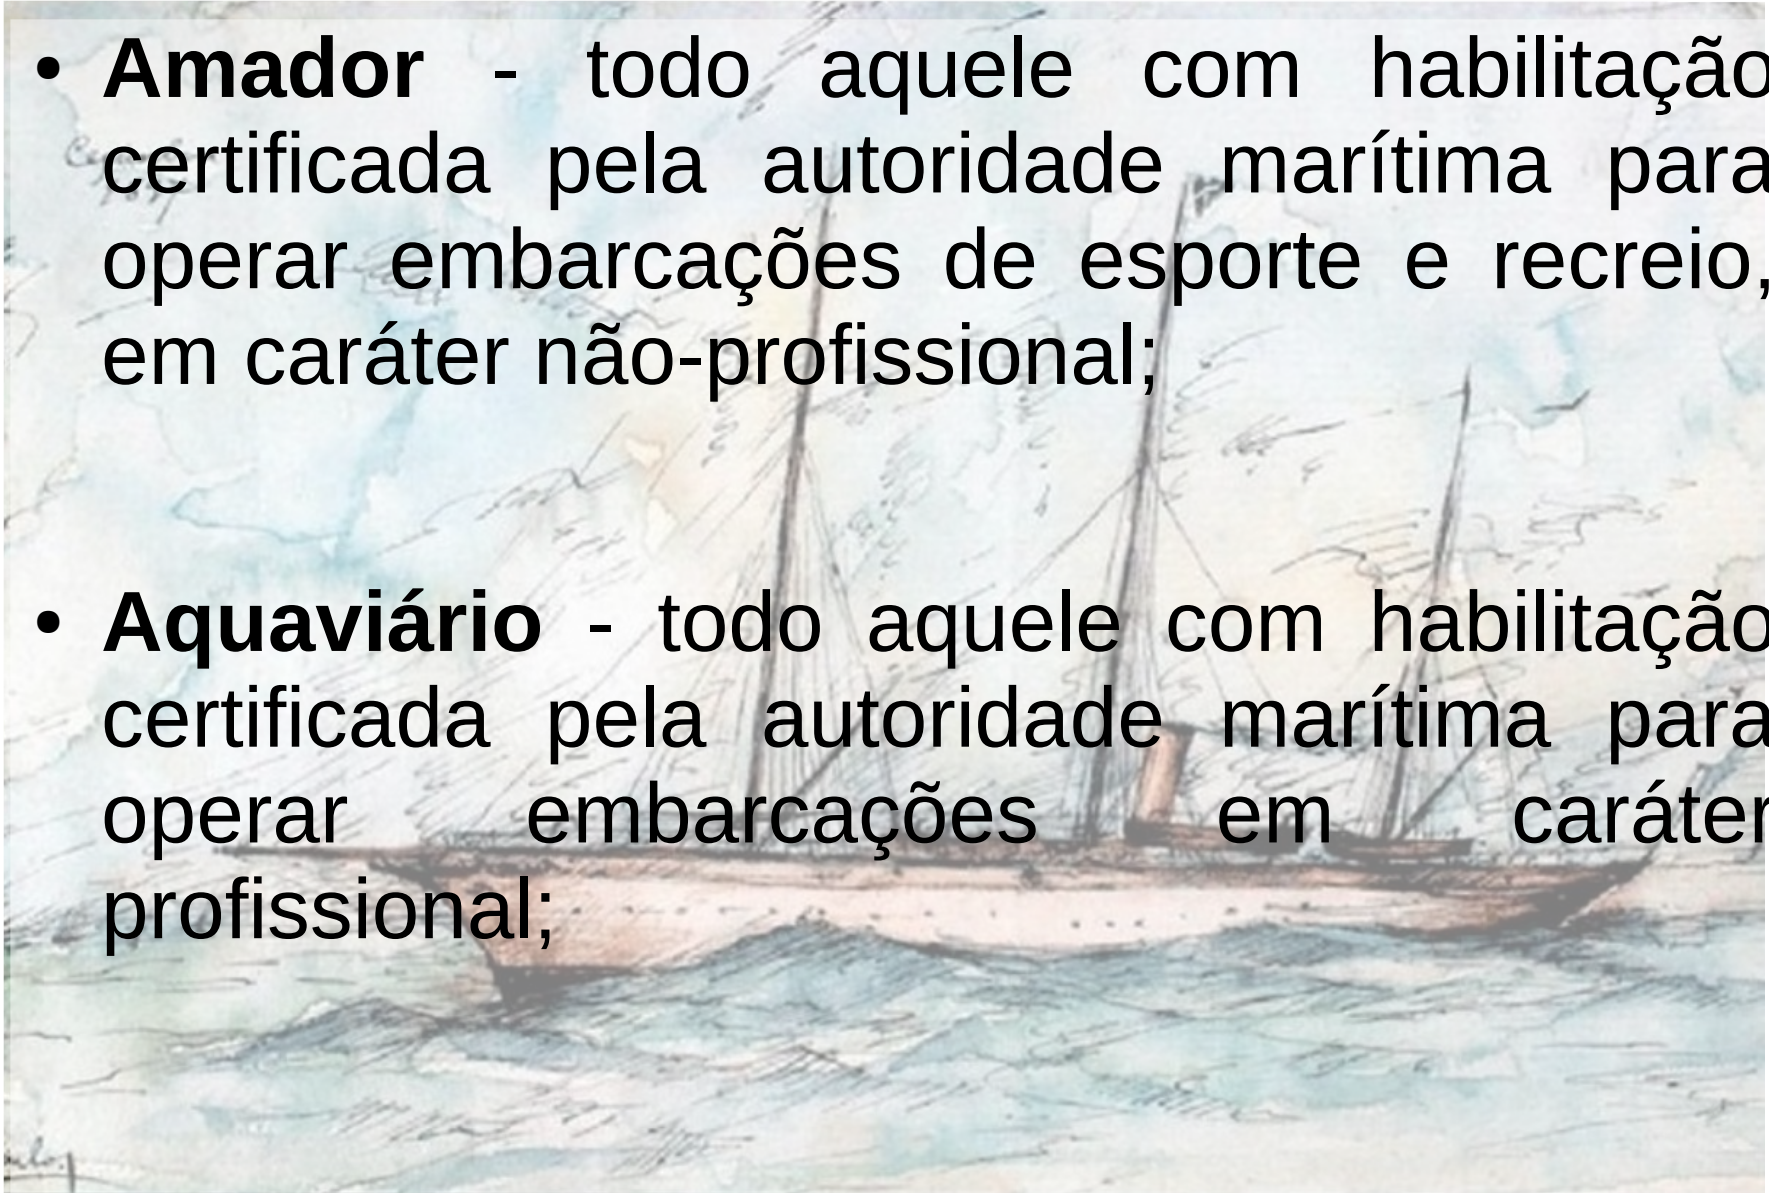 • Amador - todo aquele com habilitação
certificada pela autoridade marítima para
operar embarcações de esporte e recreio,
em caráter não-profissional;
• Aquaviário - todo aquele com habilitação
certificada pela autoridade marítima para
operar embarcações em caráter
profissional;